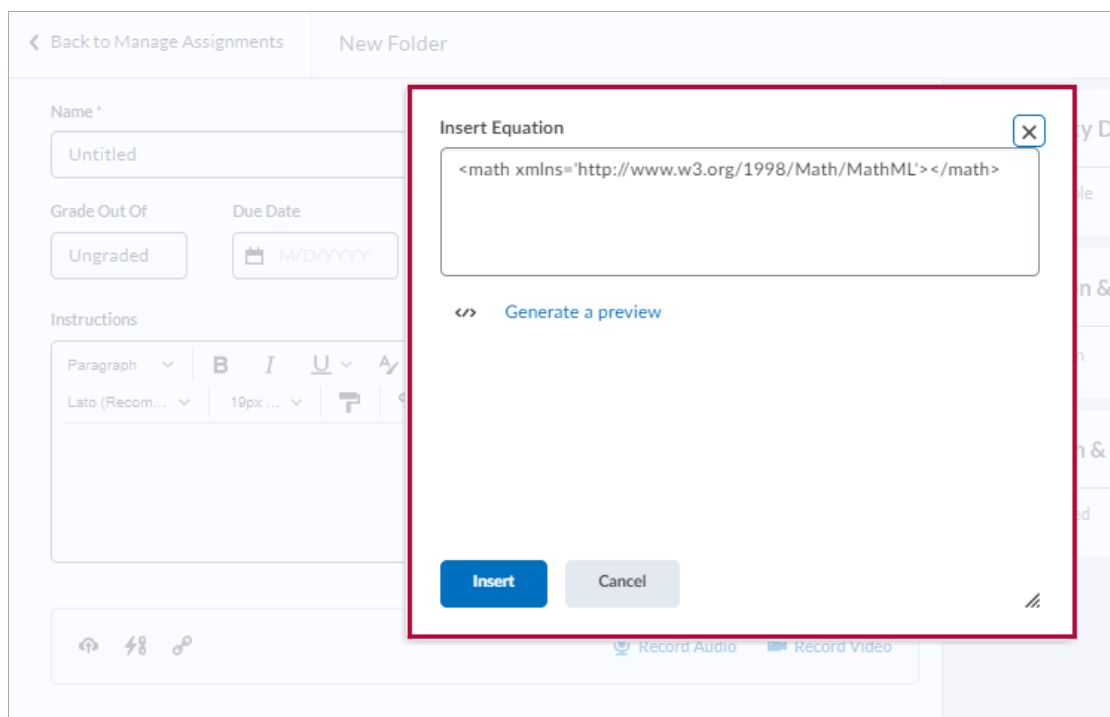 Back to Manage Assignments
New Folder
Name *
Untitled
Grade Out Of
Due Date
Ungraded
M/D/YYYY
Instructions
Paragraph
B I U A
Lato (Recom...
19px ...
Insert Equation
<math xmlns='http://www.w3.org/1998/Math/MathML'></math>
</>
Generate a preview
Insert
Cancel
Record Audio
Record Video
y D
n &
n &